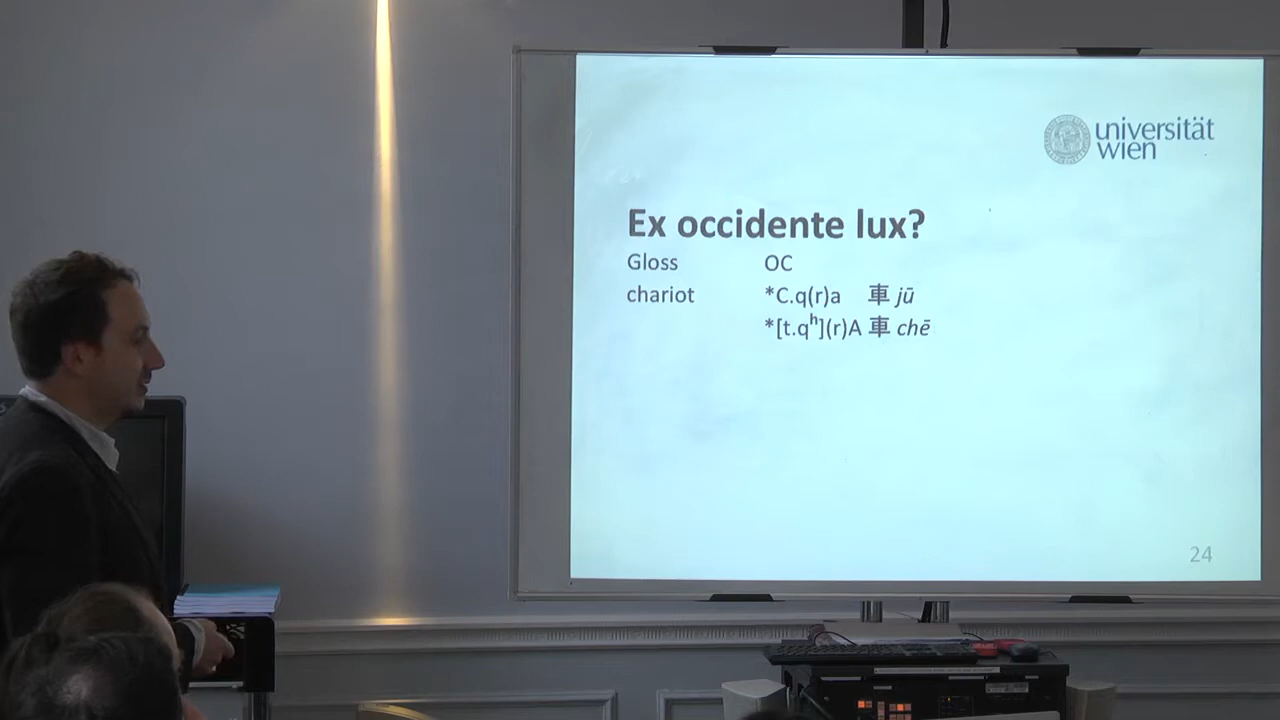 universität
wien
Ex occidente lux?
Gloss OC
chariot *C.q(r)a 車 jū
*[t.qʰ](r)A 車 chē
24